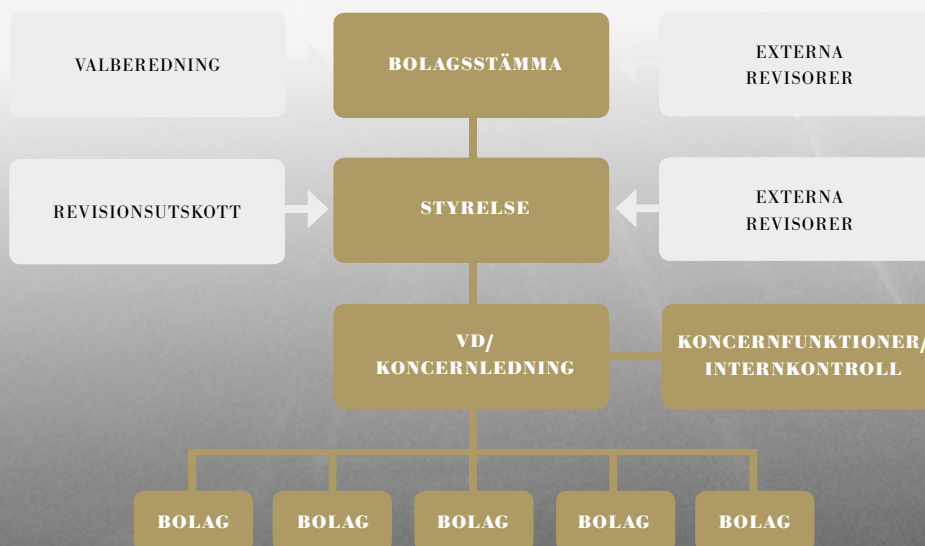 VALBEREDNING
BOLAGSSTÄMMA
EXTERNA
REVISORER
REVISIONSUTSKOTT
STYRELSE
EXTERNA
REVISORER
VD/
KONCERNLEDNING
KONCERNFUNKTIONER/
INTERNKONTROLL
BOLAG
BOLAG
BOLAG
BOLAG
BOLAG